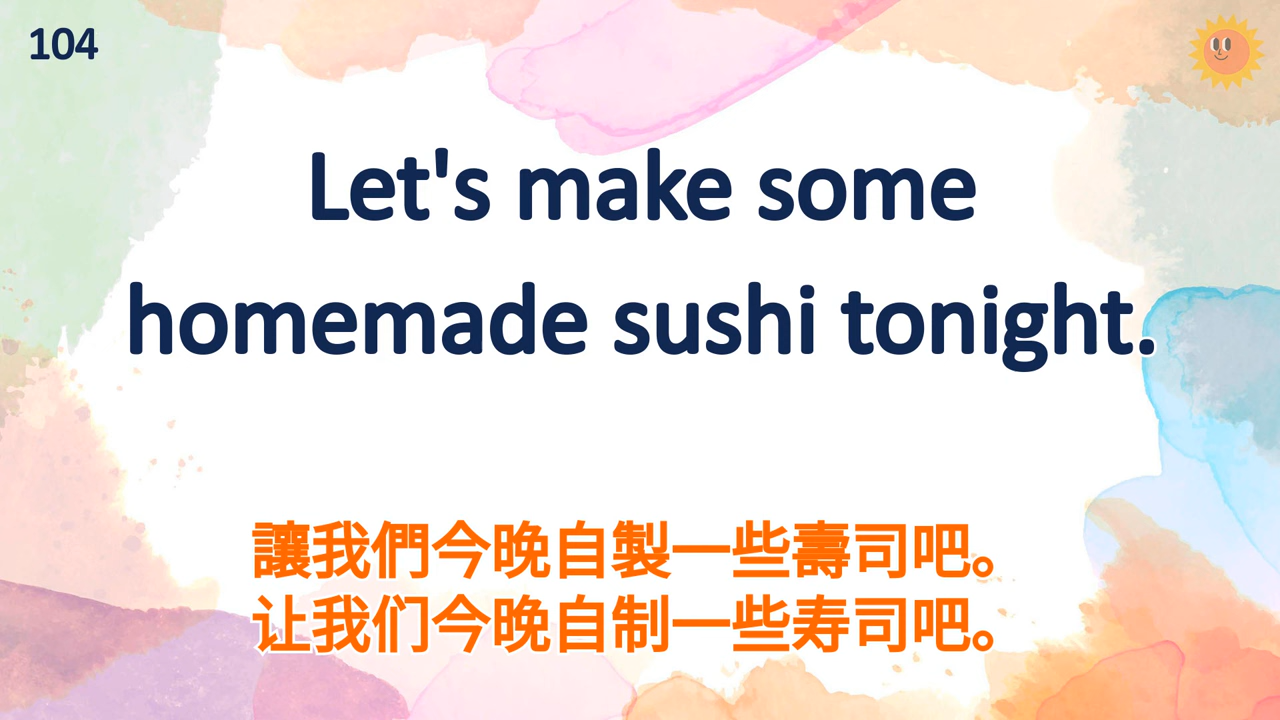 104
Let's make some
homemade sushi tonight.
讓我們今晚自製一些壽司吧。
让我们今晚自制一些寿司吧。